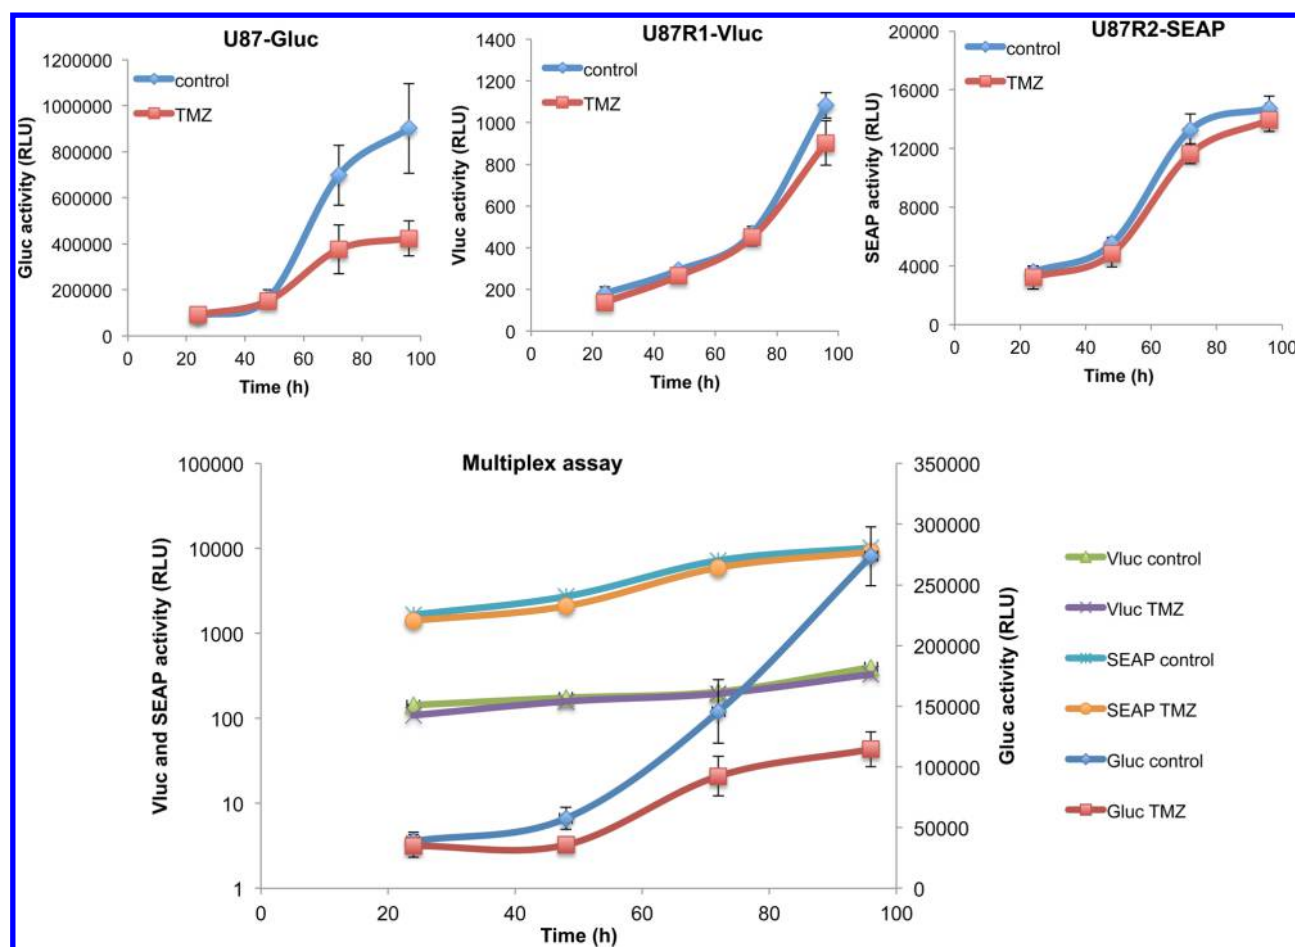 U87-Gluc
1200000
1000000
800000
600000
400000
200000
0
0 20 40 60 80 100
Gluc activity (RLU)
Time (h)
control
TMZ
U87R1-Vluc
1400
1200
1000
800
600
400
200
0
0 20 40 60 80 100
Vluc activity (RLU)
Time (h)
control
TMZ
U87R2-SEAP
20000
16000
12000
8000
4000
0
0 20 40 60 80 100
SEAP activity (RLU)
Time (h)
control
TMZ
Multiplex assay
100000
10000
1000
100
10
1
Vluc and SEAP activity (RLU)
0 20 40 60 80 100
Time (h)
350000
300000
250000
200000
150000
100000
50000
0
Gluc activity (RLU)
Vluc control
Vluc TMZ
SEAP control
SEAP TMZ
Gluc control
Gluc TMZ